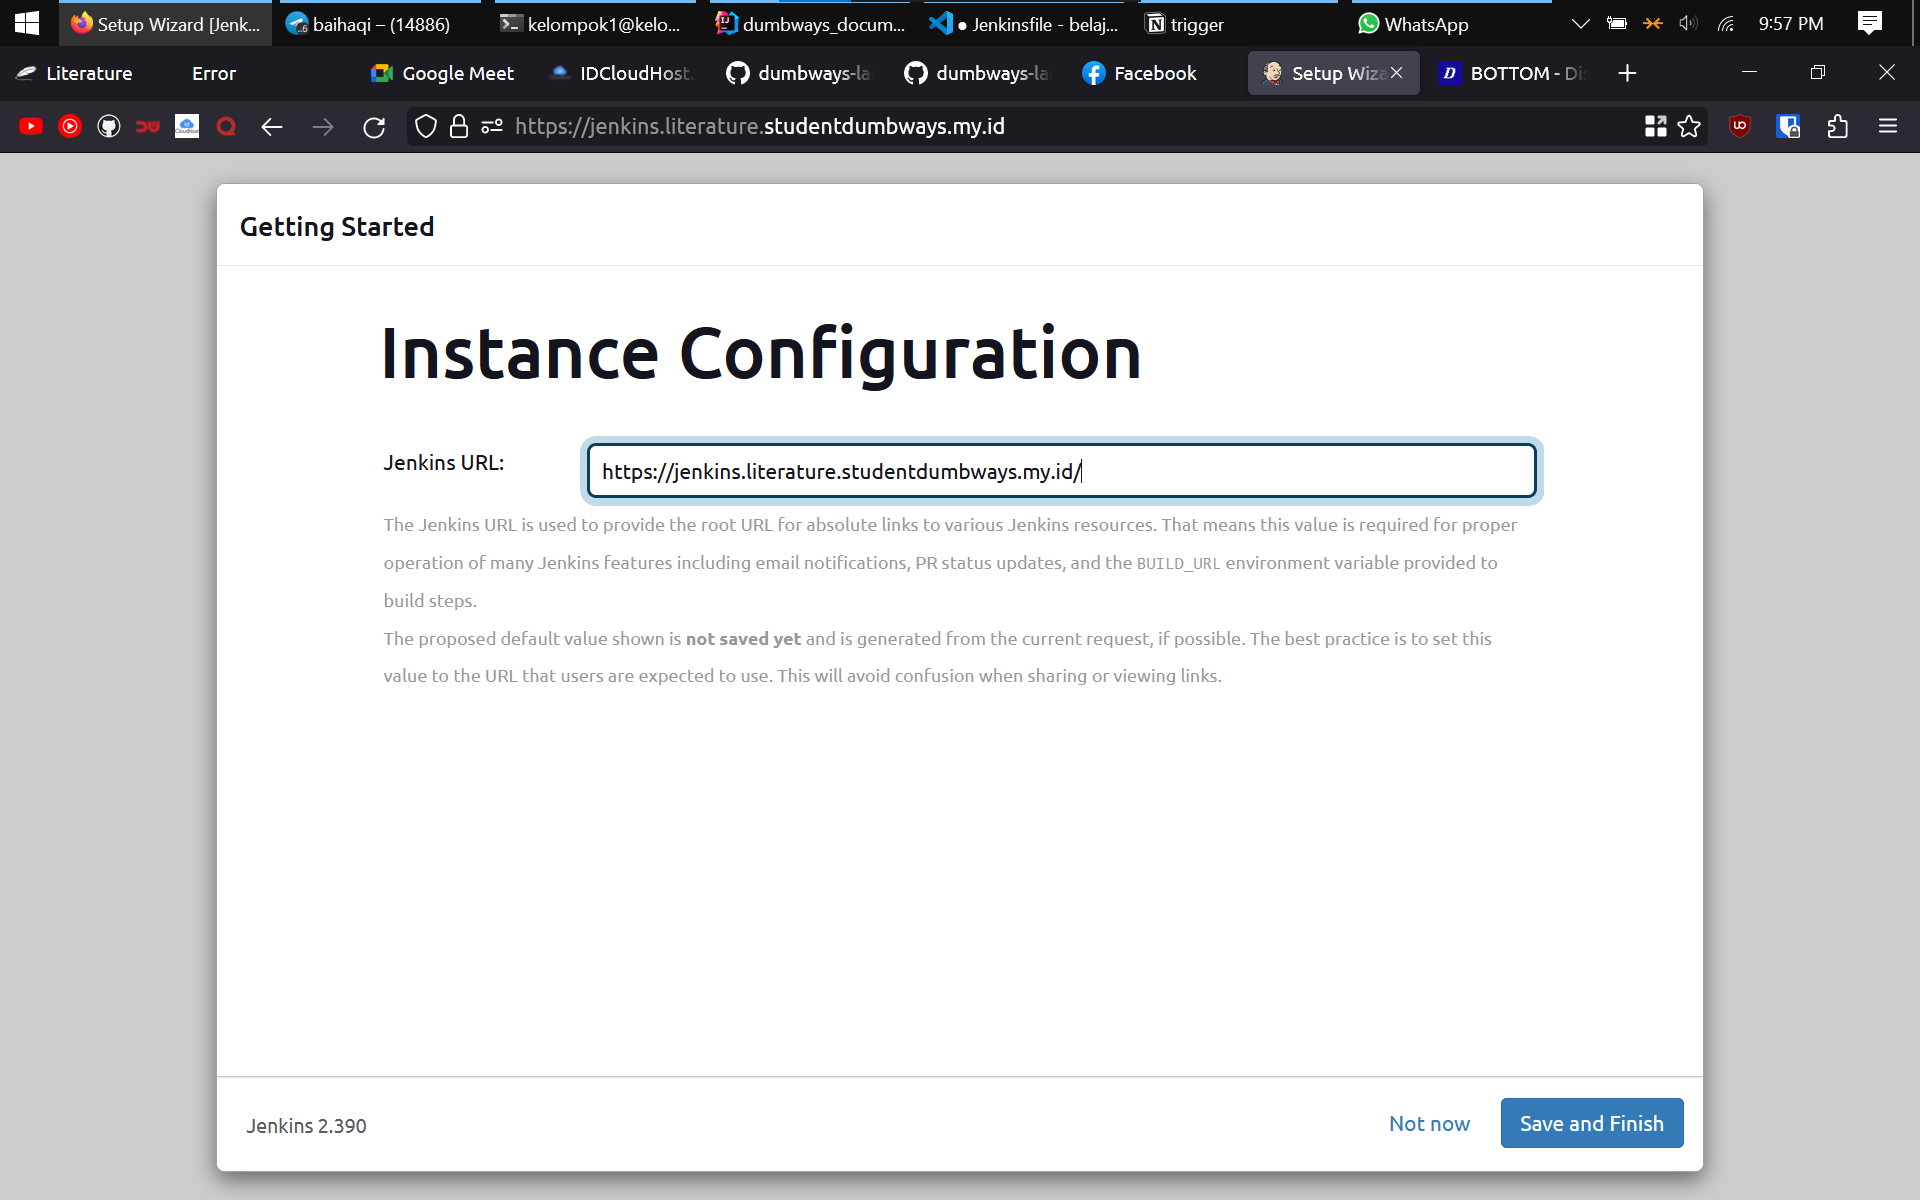 Setup Wizard [Jenk...
baihaqi – (14886)
kelompok1@kelo...
dumbways_docum...
● Jenkinsfile - belaj...
trigger
WhatsApp
9:57 PM
Literature
Error
Google Meet
IDCloudHost.
dumbways-la
dumbways-la
Facebook
Setup Wiza
BOTTOM - Di
https://jenkins.literature.studentdumbways.my.id
Getting Started
Instance Configuration
Jenkins URL:
https://jenkins.literature.studentdumbways.my.id/
The Jenkins URL is used to provide the root URL for absolute links to various Jenkins resources. That means this value is required for proper
operation of many Jenkins features including email notifications, PR status updates, and the BUILD_URL environment variable provided to
build steps.
The proposed default value shown is not saved yet and is generated from the current request, if possible. The best practice is to set this
value to the URL that users are expected to use. This will avoid confusion when sharing or viewing links.
Jenkins 2.390
Not now
Save and Finish